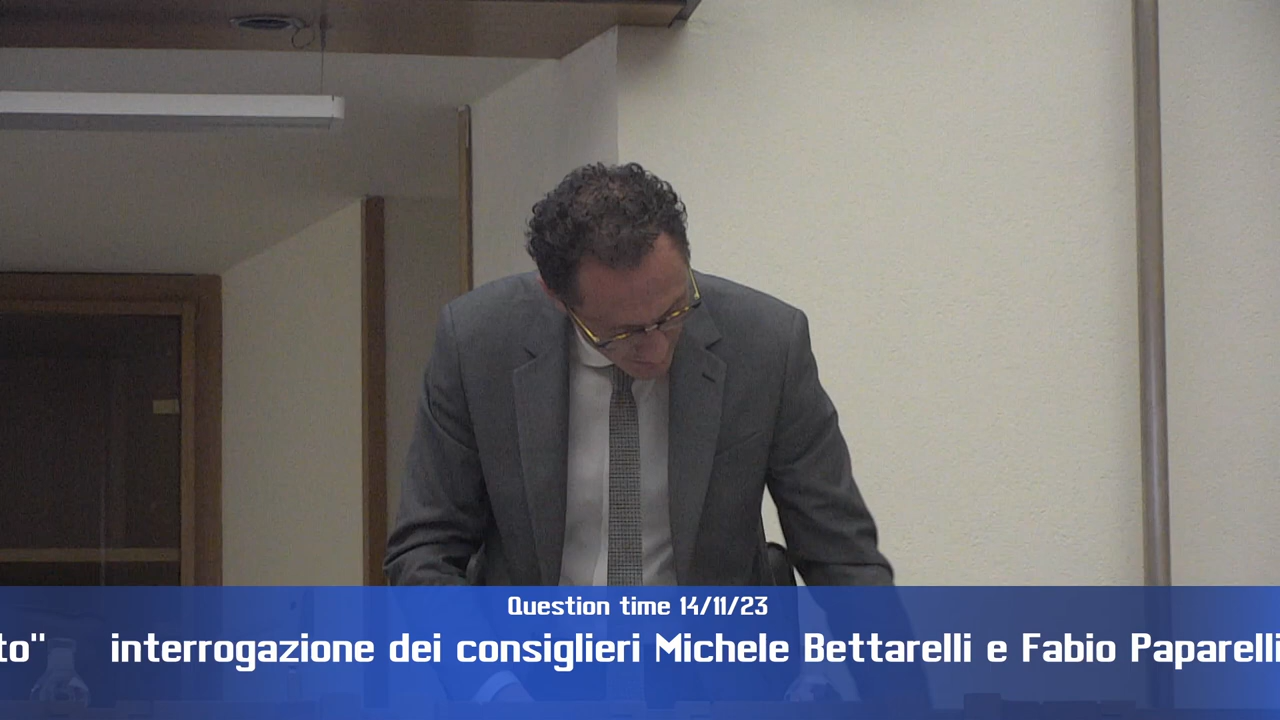 Question time 14/11/23
to" interrogazione dei consiglieri Michele Bettarelli e Fabio Paparelli